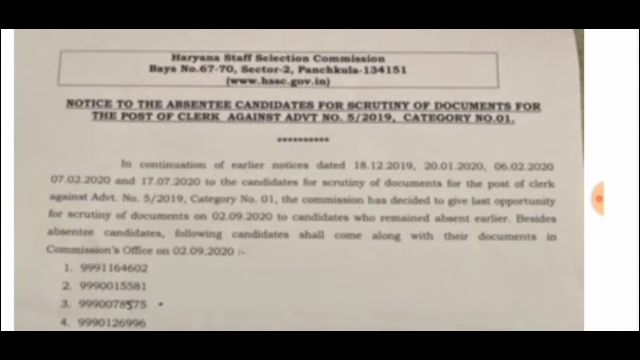 Haryana Staff Selection Commission
Bays No.67-70, Sector-2, Panchkula-134151
(www.hssc.gov.in)
NOTICE TO THE ABSENTEE CANDIDATES FOR SCRUTINY OF DOCUMENTS FOR
THE POST OF CLERK AGAINST ADVT NO. 5/2019, CATEGORY NO.01.
**********
In continuation of earlier notices dated 18.12.2019, 20.01.2020, 06.02.2020
07.02.2020 and 17.07.2020 to the candidates for scrutiny of documents for the post of clerk
against Advt. No. 5/2019, Category No. 01, the commission has decided to give last opportunity
for scrutiny of documents on 02.09.2020 to candidates who remained absent earlier. Besides
absentee candidates, following candidates shall come along with their documents in
Commission's Office on 02.09.2020 :-
1. 9991164602
2. 9990015581
3. 9990078575
4. 9990126996